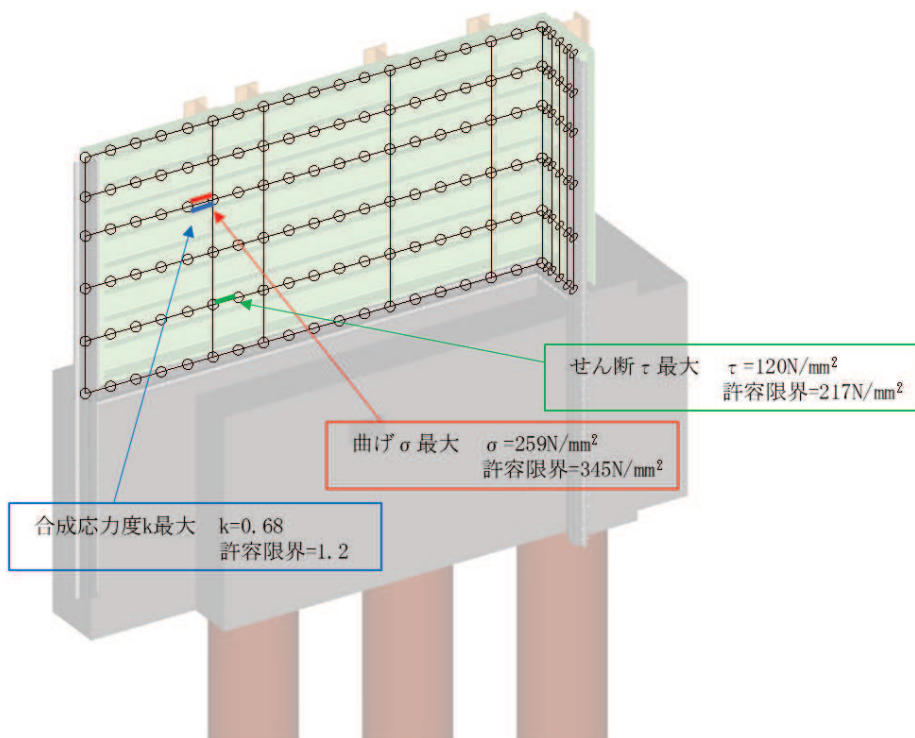 せん断τ最大 τ=120N/mm²
許容限界=217N/mm²
曲げσ最大 σ=259N/mm²
許容限界=345N/mm²
合成応力度k最大 k=0.68
許容限界=1.2